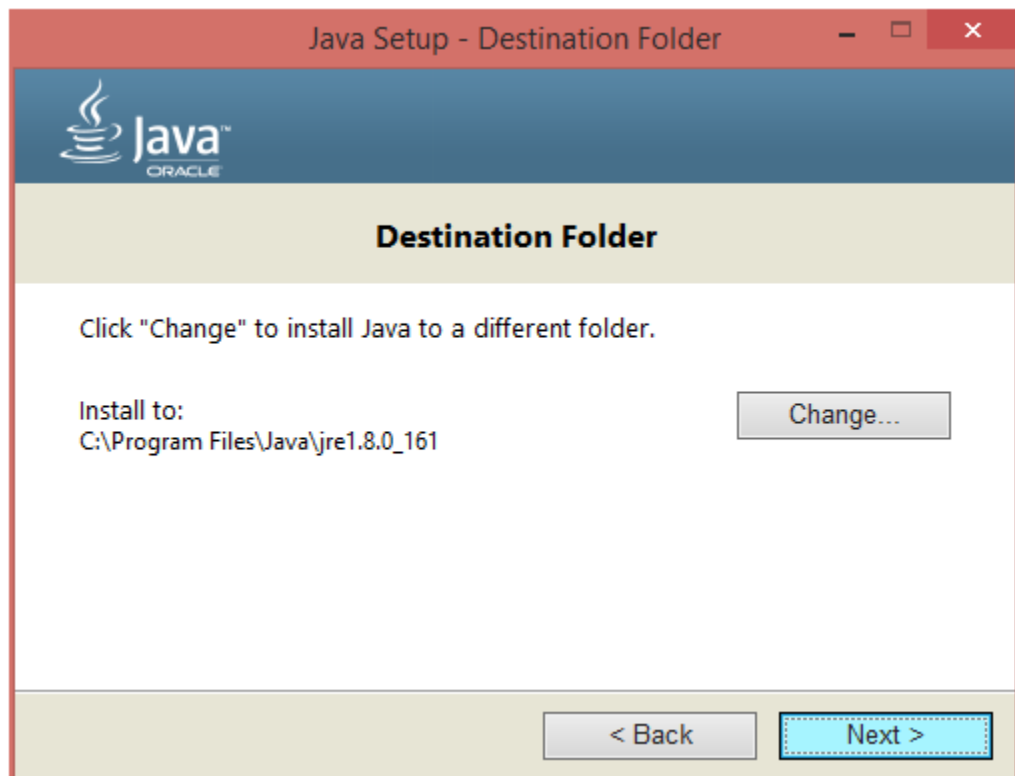 Java Setup - Destination Folder
Java™
ORACLE
Destination Folder
Click "Change" to install Java to a different folder.
Install to:
Change...
C:\Program Files\Java\jre1.8.0_161
< Back
Next >